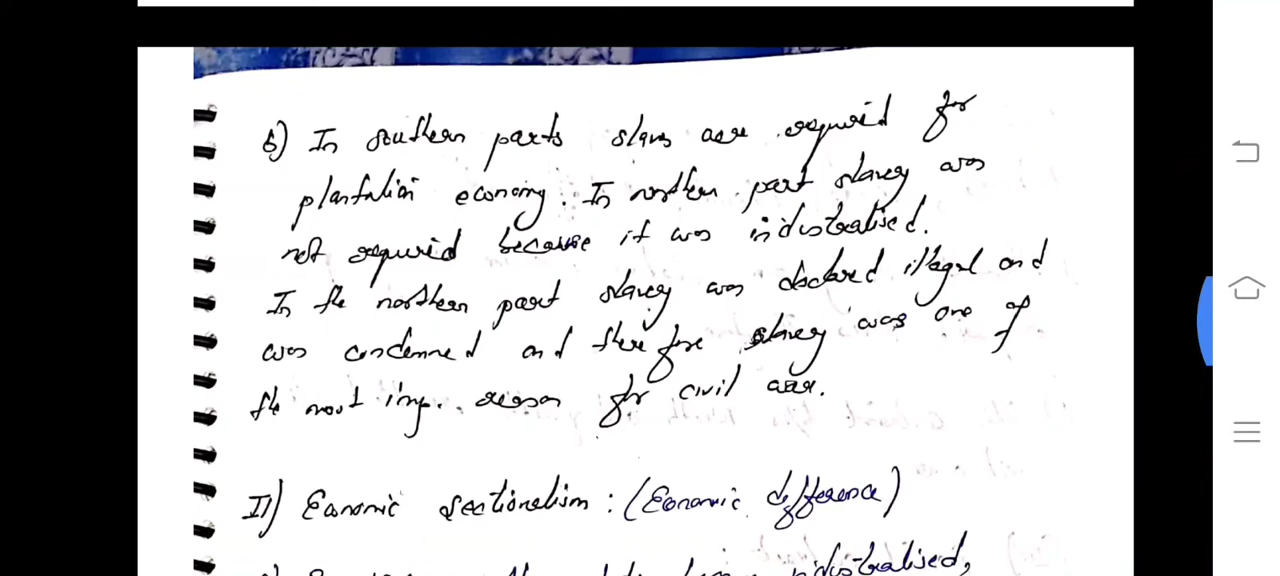 b) In southern parts slaves are required for
plantation economy. In northern part slavery was
not required because it was industralised.
In the northern part slavery was declared illegal and
was condemned and therefore slavery was one of
the most imp. reason for civil war.
II) Economic sectionalism : (Economic difference)
industralised,